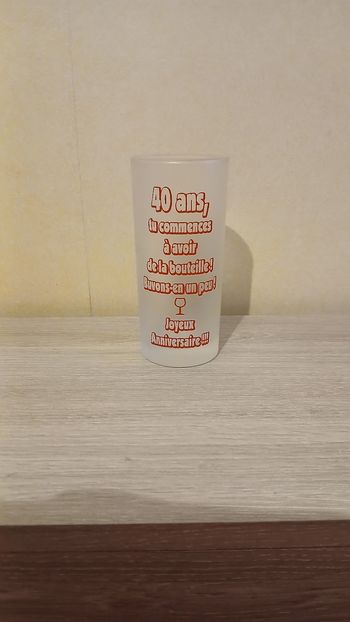 40 ans,
tu commences
à avoir
de la bouteille !
Buvons-en un peu !
Joyeux
Anniversaire !!!